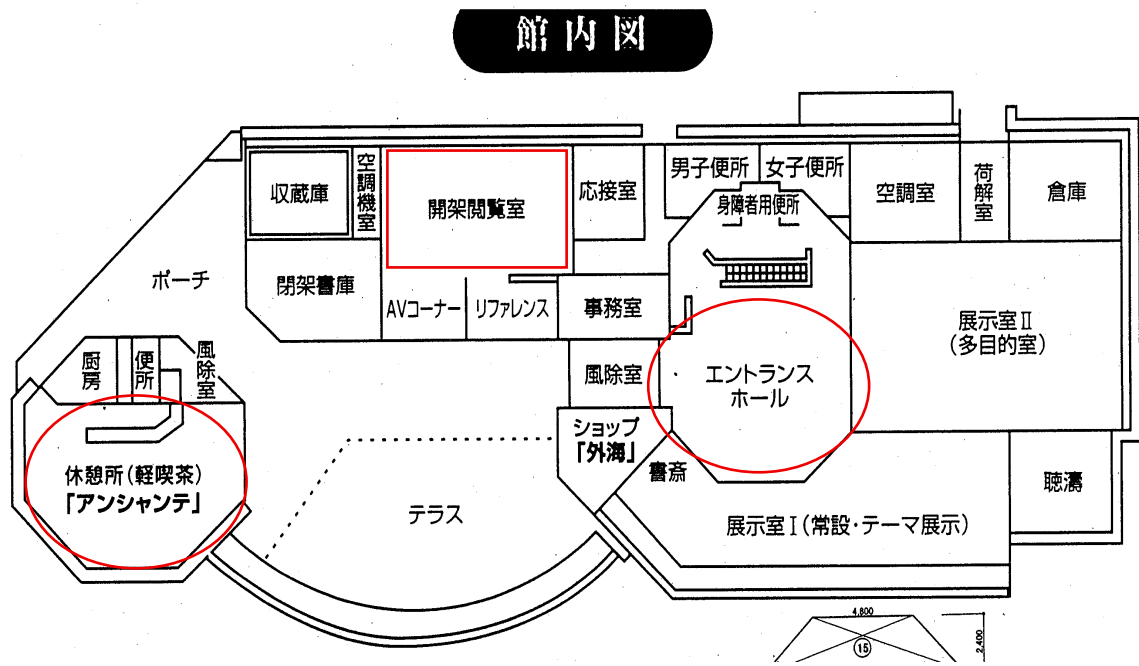 館内図
収蔵庫
空調機室
開架閲覧室
応接室
男子便所
女子便所
身障者用便所
空調室
荷解室
倉庫
ポーチ
閉架書庫
AVコーナー
リファレンス
事務室
展示室Ⅱ
(多目的室)
厨房
便所
風除室
風除室
エントランス
ホール
ショップ
「外海」
書斎
休憩所(軽喫茶)
「アンシャンテ」
テラス
展示室Ⅰ(常設・テーマ展示)
聴濤
4,800
2,400
15